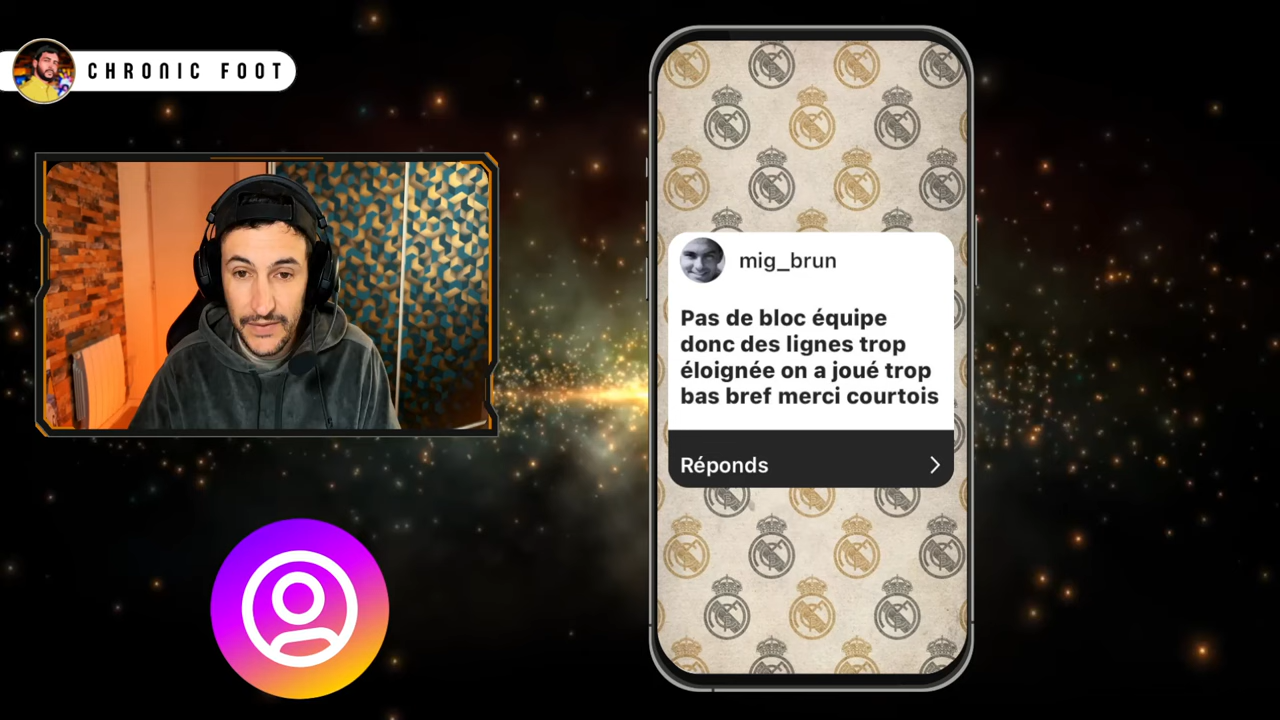 CHRONIC FOOT
mig_brun
Pas de bloc équipe
donc des lignes trop
éloignée on a joué trop
bas bref merci courtois
Réponds